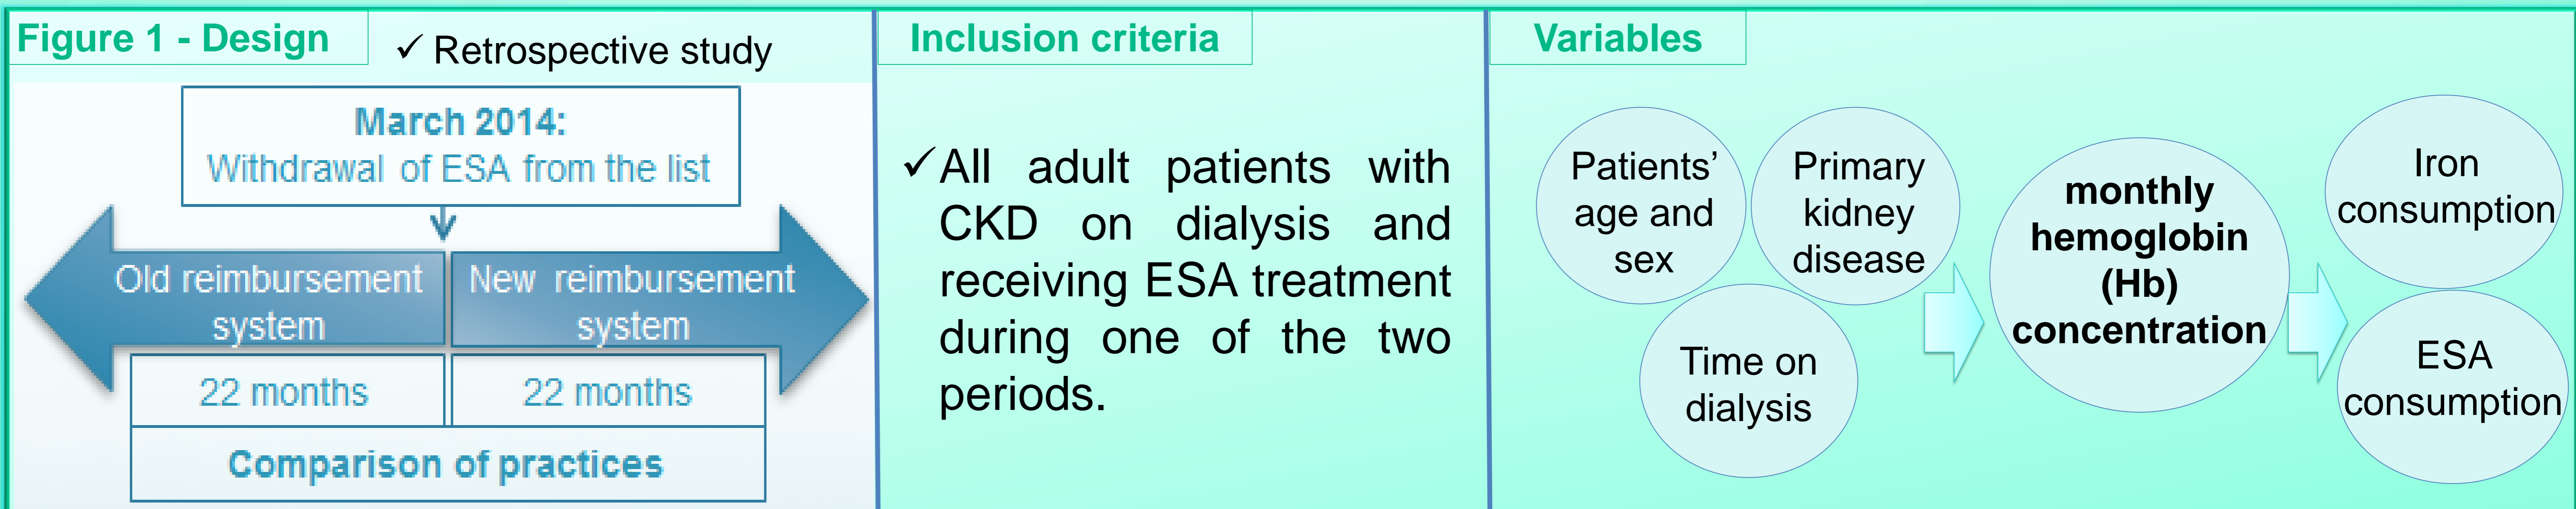 Figure 1 - Design
✓ Retrospective study
March 2014:
Withdrawal of ESA from the list
Old reimbursement
system
New reimbursement
system
22 months
22 months
Comparison of practices
Inclusion criteria
✓All adult patients with
CKD on dialysis and
receiving ESA treatment
during one of the two
periods.
Variables
Patients’
age and
sex
Primary
kidney
disease
Time on
dialysis
monthly
hemoglobin
(Hb)
concentration
Iron
consumption
ESA
consumption